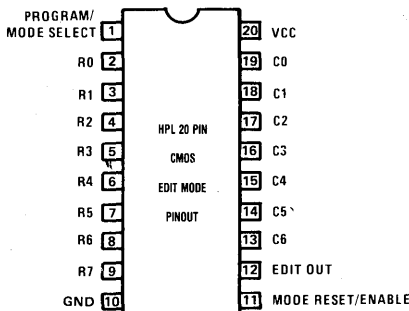 PROGRAM/
MODE SELECT 1 20 VCC
R0 2 19 C0
R1 3 18 C1
R2 4 17 C2
HPL 20 PIN
R3 5 16 C3
CMOS
R4 6 15 C4
EDIT MODE
R5 7 14 C5
PINOUT
R6 8 13 C6
R7 9 12 EDIT OUT
GND 10 11 MODE RESET/ENABLE